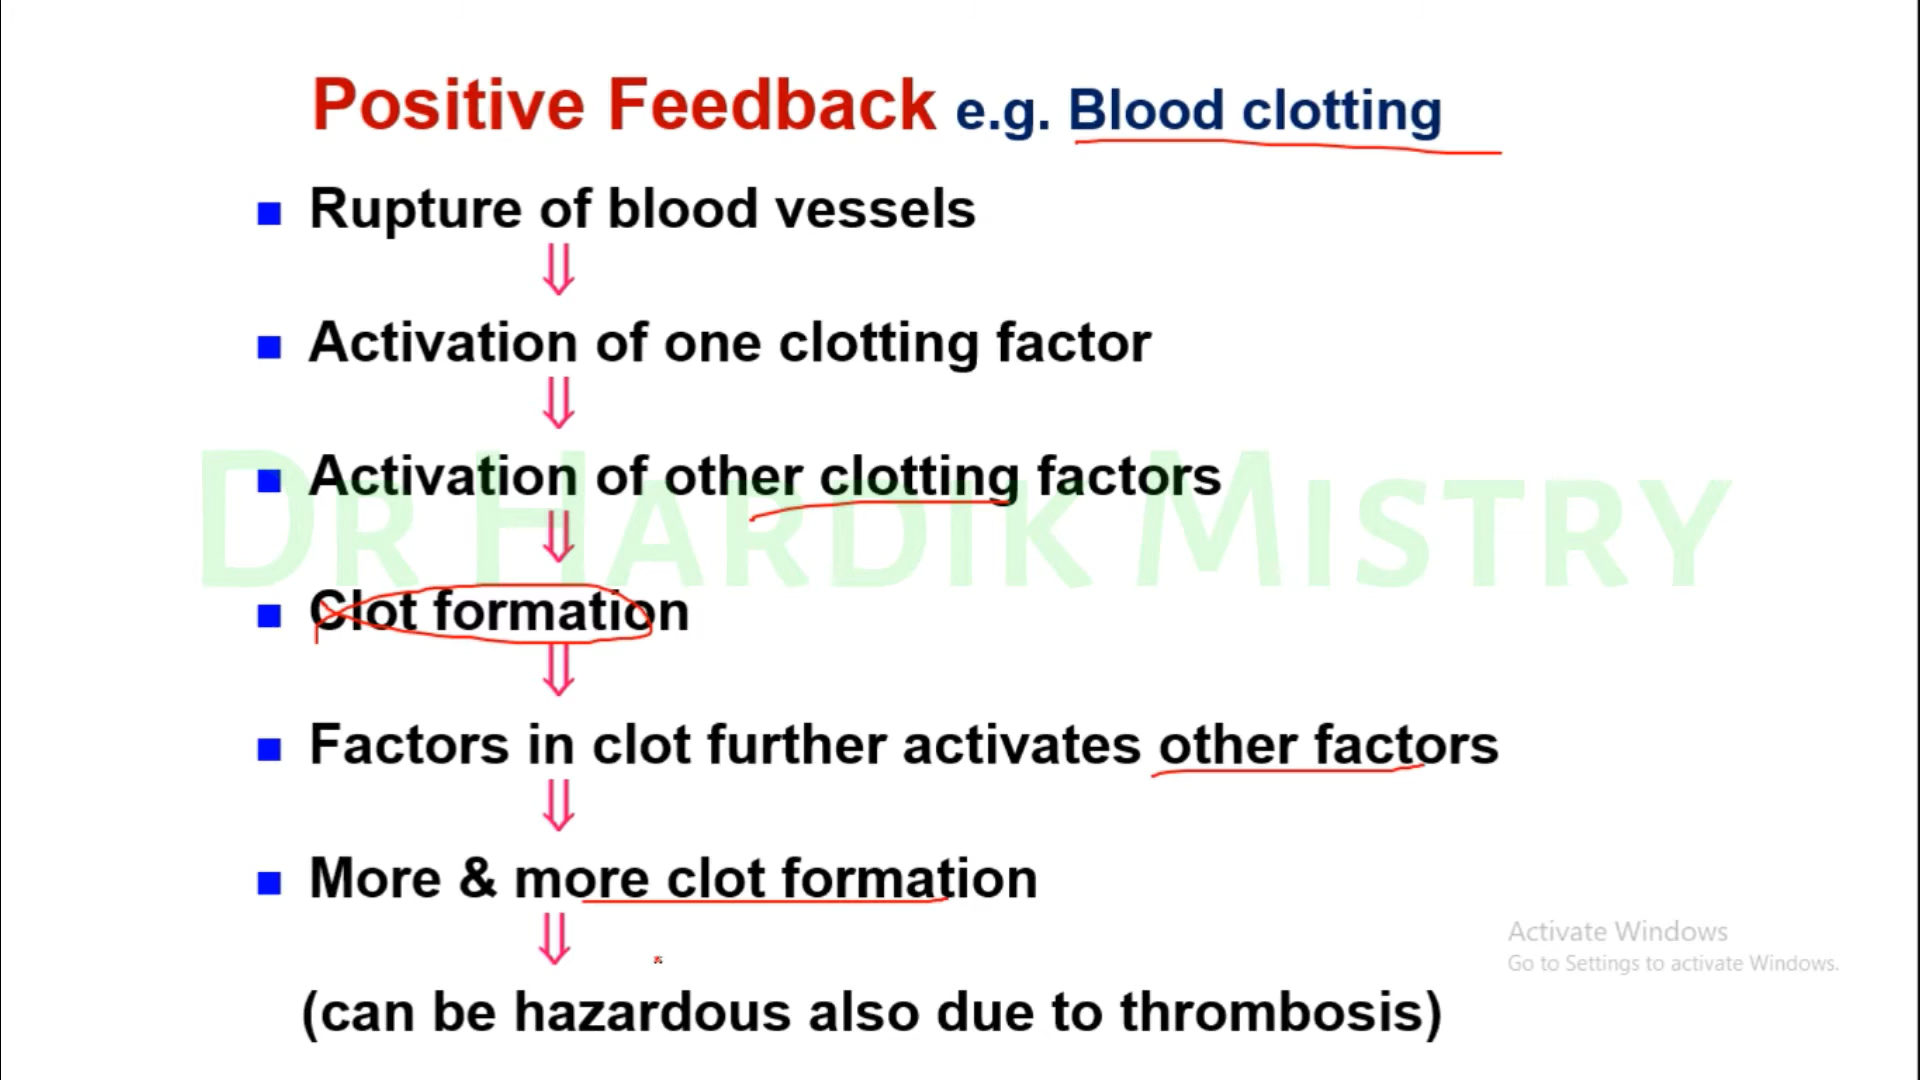 Positive Feedback e.g. Blood clotting
Rupture of blood vessels
Activation of one clotting factor
Activation of other clotting factors
DR HARDIK MISTRY
Clot formation
Factors in clot further activates other factors
More & more clot formation
Activate Windows
Go to Settings to activate Windows.
(can be hazardous also due to thrombosis)